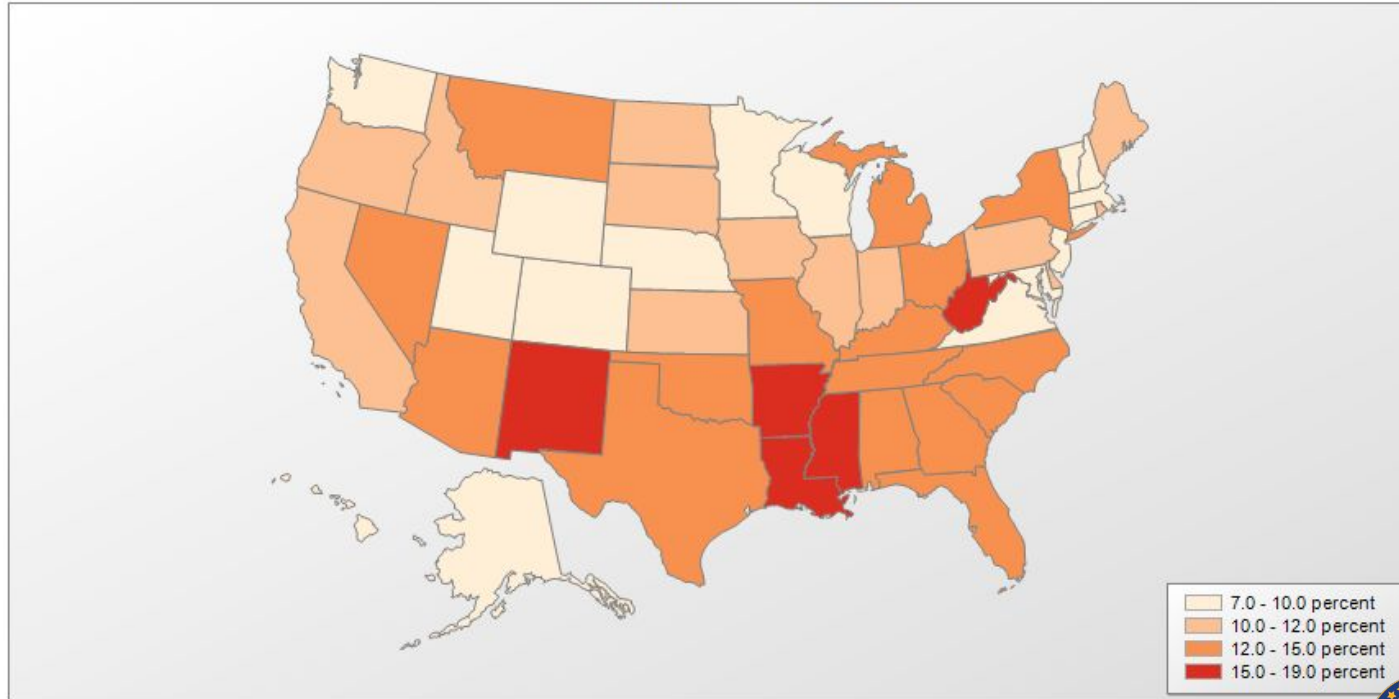 7.0 - 10.0 percent
10.0 - 12.0 percent
12.0 - 15.0 percent
15.0 - 19.0 percent